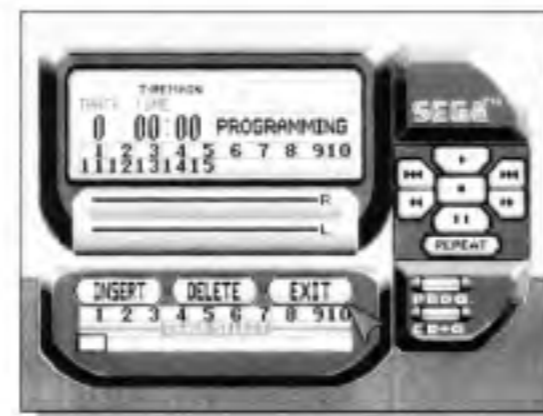 T.REMAIN
TRACK TIME
0 00:00 PROGRAMMING
1 2 3 4 5 6 7 8 9 10
11 12 13 14 15
R
L
SEGA™
REPEAT
INSERT DELETE EXIT
1 2 3 4 5 6 7 8 9 10
PROG
CD+G